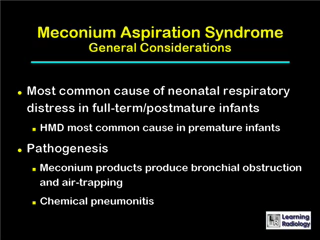 Meconium Aspiration Syndrome
General Considerations
Most common cause of neonatal respiratory
distress in full-term/postmature infants
HMD most common cause in premature infants
Pathogenesis
Meconium products produce bronchial obstruction
and air-trapping
Chemical pneumonitis
Learning
Radiology